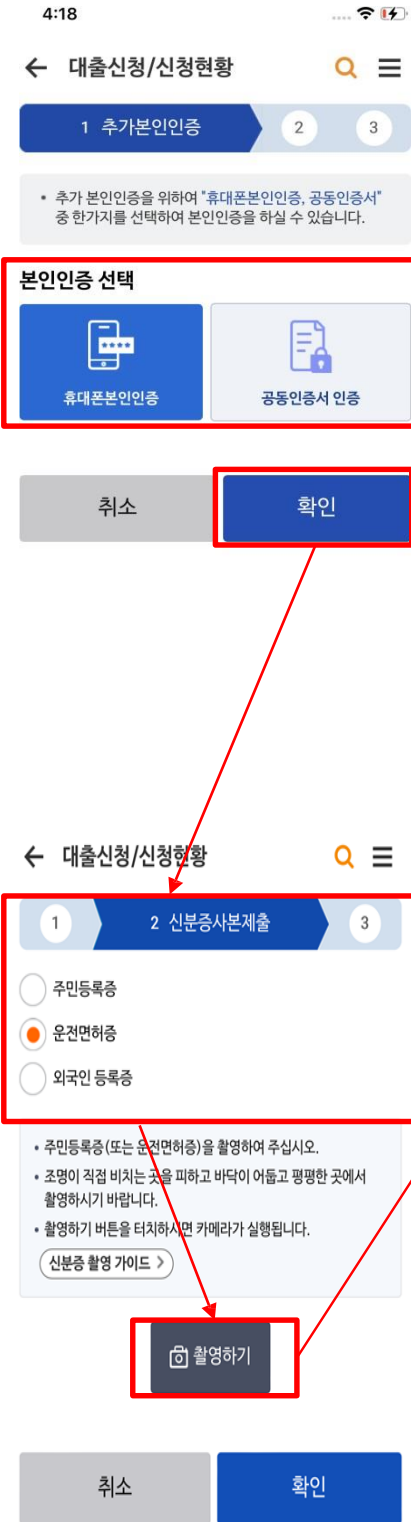 4:18
대출신청/신청현황
1 추가본인인증 2 3
• 추가 본인인증을 위하여 "휴대폰본인인증, 공동인증서"
중 한가지를 선택하여 본인인증을 하실 수 있습니다.
본인인증 선택
****
휴대폰본인인증 공동인증서 인증
취소 확인
대출신청/신청현황
1 2 신분증사본제출 3
주민등록증
운전면허증
외국인 등록증
• 주민등록증(또는 운전면허증)을 촬영하여 주십시오.
• 조명이 직접 비치는 곳을 피하고 바닥이 어둡고 평평한 곳에서
촬영하시기 바랍니다.
• 촬영하기 버튼을 터치하시면 카메라가 실행됩니다.
신분증 촬영 가이드 >
촬영하기
취소 확인